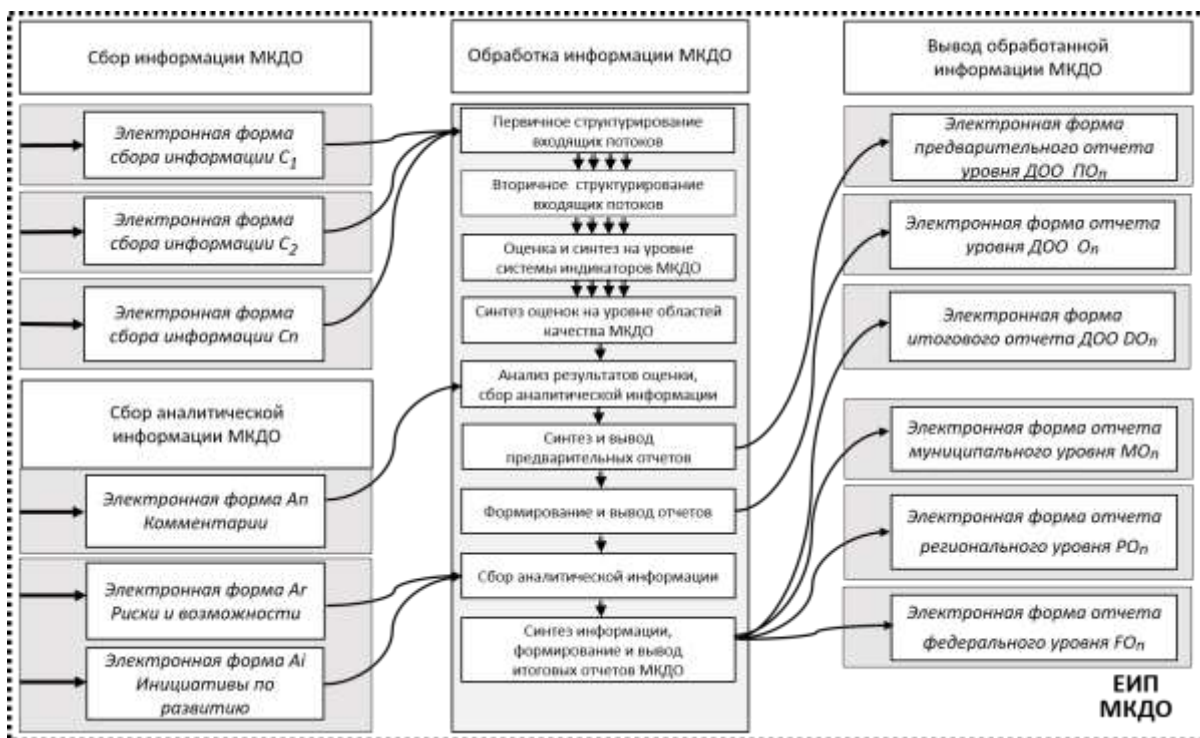 Сбор информации МКДО
Электронная форма
сбора информации C1
Электронная форма
сбора информации C2
Электронная форма
сбора информации Cn
Сбор аналитической
информации МКДО
Электронная форма An
Комментарии
Электронная форма Ar
Риски и возможности
Электронная форма Ai
Инициативы по
развитию
Обработка информации МКДО
Первичное структурирование
входящих потоков
Вторичное структурирование
входящих потоков
Оценка и синтез на уровне
системы индикаторов МКДО
Синтез оценок на уровне областей
качества МКДО
Анализ результатов оценки,
сбор аналитической информации
Синтез и вывод
предварительных отчетов
Формирование и вывод отчетов
Сбор аналитической информации
Синтез информации,
формирование и вывод
итоговых отчетов МКДО
Вывод обработанной
информации МКДО
Электронная форма
предварительного отчета
уровня ДОО ПОn
Электронная форма отчета
уровня ДОО Оn
Электронная форма
итогового отчета ДОО DOn
Электронная форма отчета
муниципального уровня МОn
Электронная форма отчета
регионального уровня РОn
Электронная форма отчета
федерального уровня FOn
ЕИП
МКДО